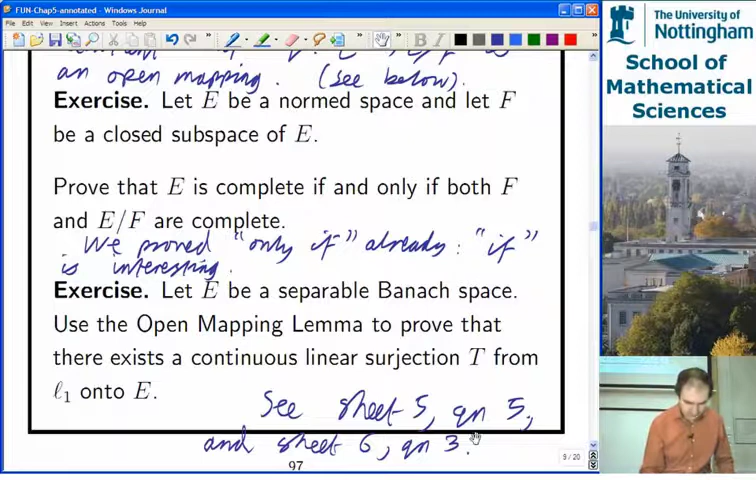 FUN-Chap5-annotated - Windows Journal
File Edit View Insert Actions Tools Help
an open mapping. (see below).
Exercise. Let E be a normed space and let F
be a closed subspace of E.
Prove that E is complete if and only if both F
and E/F are complete.
We proved "only if" already: "if"
is interesting.
Exercise. Let E be a separable Banach space.
Use the Open Mapping Lemma to prove that
there exists a continuous linear surjection T from
ℓ1 onto E.
See sheet 5, qn 5,
and sheet 6, qn 3.
97
9 / 20
The University of
Nottingham
School of
Mathematical
Sciences